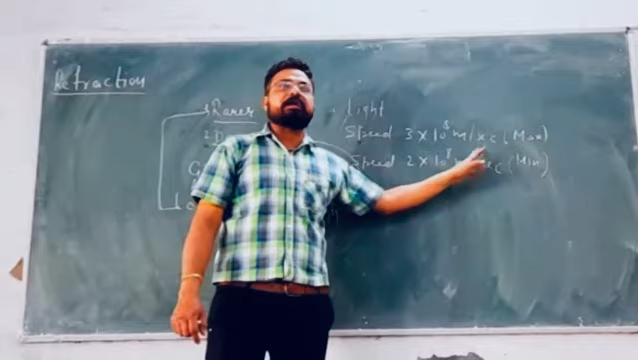 Refraction
Rarer light
Speed 3 × 10⁸ m/sec (Max)
Speed 2 × 10⁸ m sec (Min)